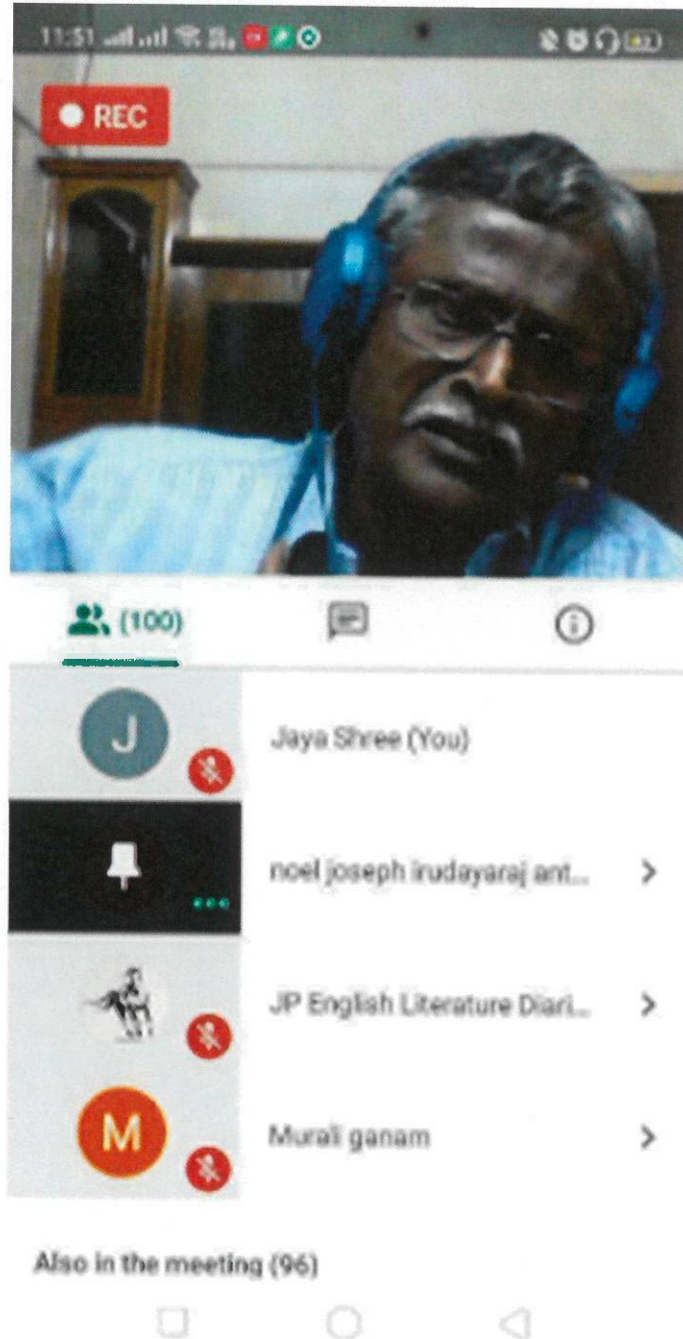 11:51
REC
(100)
J
Jaya Shree (You)
noel joseph irudayaraj ant...
JP English Literature Diari...
M
Murali ganam
Also in the meeting (96)